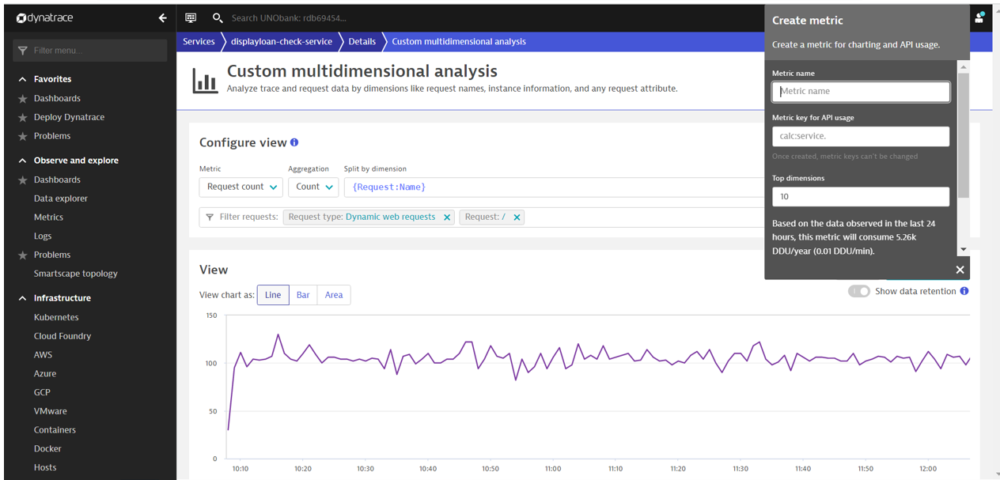 dynatrace
Search UNObank: rdb69454...
Filter menu...
Favorites
Dashboards
Deploy Dynatrace
Problems
Observe and explore
Dashboards
Data explorer
Metrics
Logs
Problems
Smartscape topology
Infrastructure
Kubernetes
Cloud Foundry
AWS
Azure
GCP
VMware
Containers
Docker
Hosts
Services displayloan-check-service Details Custom multidimensional analysis
Custom multidimensional analysis
Analyze trace and request data by dimensions like request names, instance information, and any request attribute.
Configure view
Metric Aggregation Split by dimension
Request count Count {Request:Name}
Filter requests: Request type: Dynamic web requests Request: /
View
View chart as: Line Bar Area
Show data retention
150
100
50
0
10:10 10:20 10:30 10:40 10:50 11:00 11:10 11:20 11:30 11:40 11:50 12:00
Create metric
Create a metric for charting and API usage.
Metric name
Metric name
Metric key for API usage
calc:service.
Once created, metric keys can't be changed
Top dimensions
10
Based on the data observed in the last 24
hours, this metric will consume 5.26k
DDU/year (0.01 DDU/min).